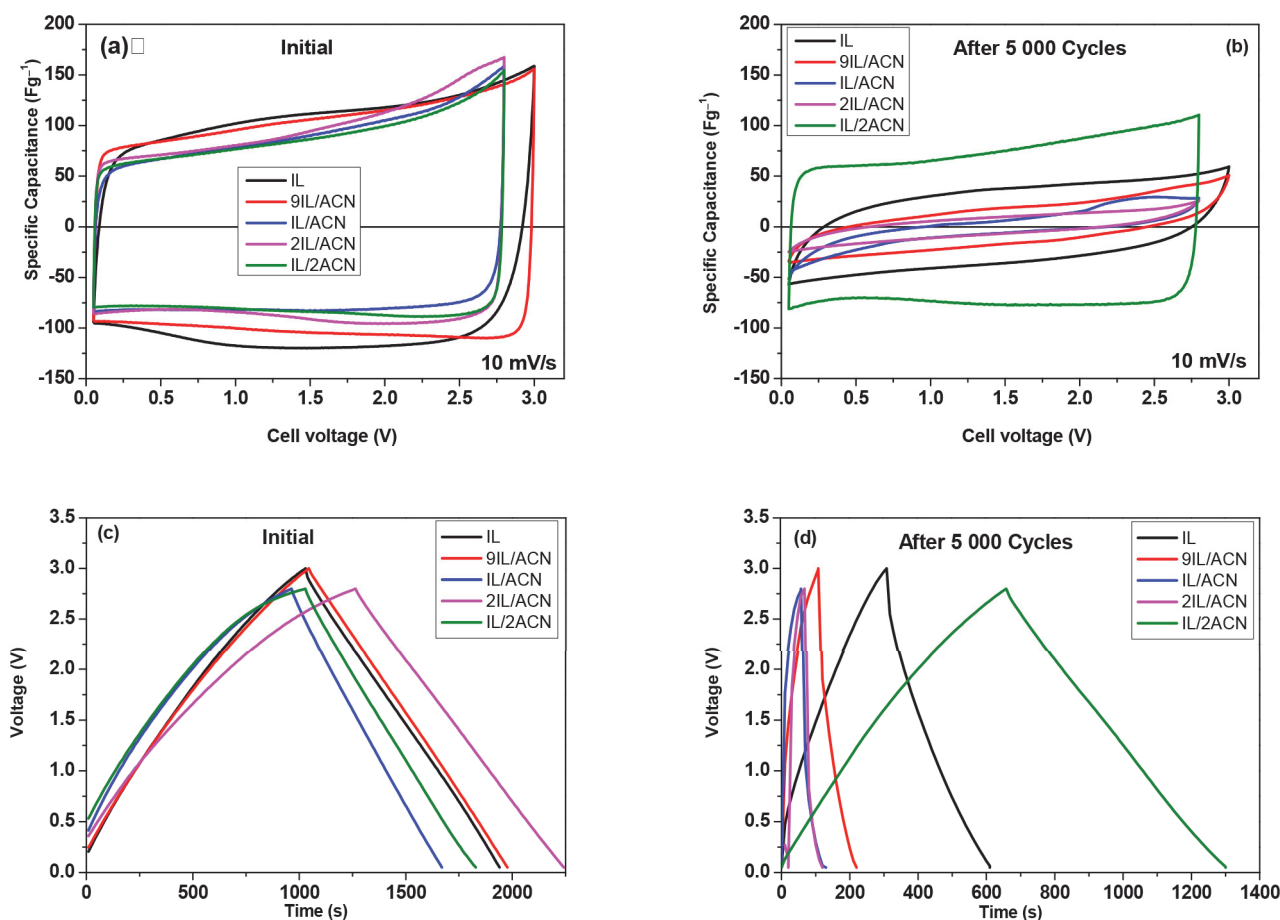 (a)□
Initial
IL
9IL/ACN
IL/ACN
2IL/ACN
IL/2ACN
10 mV/s
Specific Capacitance (Fg⁻¹)
200
150
100
50
0
-50
-100
-150
0.0 0.5 1.0 1.5 2.0 2.5 3.0
Cell voltage (V)
After 5 000 Cycles
(b)
IL
9IL/ACN
IL/ACN
2IL/ACN
IL/2ACN
10 mV/s
Specific Capacitance (Fg⁻¹)
200
150
100
50
0
-50
-100
-150
0.0 0.5 1.0 1.5 2.0 2.5 3.0
Cell voltage (V)
(c)
Initial
IL
9IL/ACN
IL/ACN
2IL/ACN
IL/2ACN
Voltage (V)
3.5
3.0
2.5
2.0
1.5
1.0
0.5
0.0
0 500 1000 1500 2000
Time (s)
(d)
After 5 000 Cycles
IL
9IL/ACN
IL/ACN
2IL/ACN
IL/2ACN
Voltage (V)
3.5
3.0
2.5
2.0
1.5
1.0
0.5
0.0
0 200 400 600 800 1000 1200 1400
Time (s)